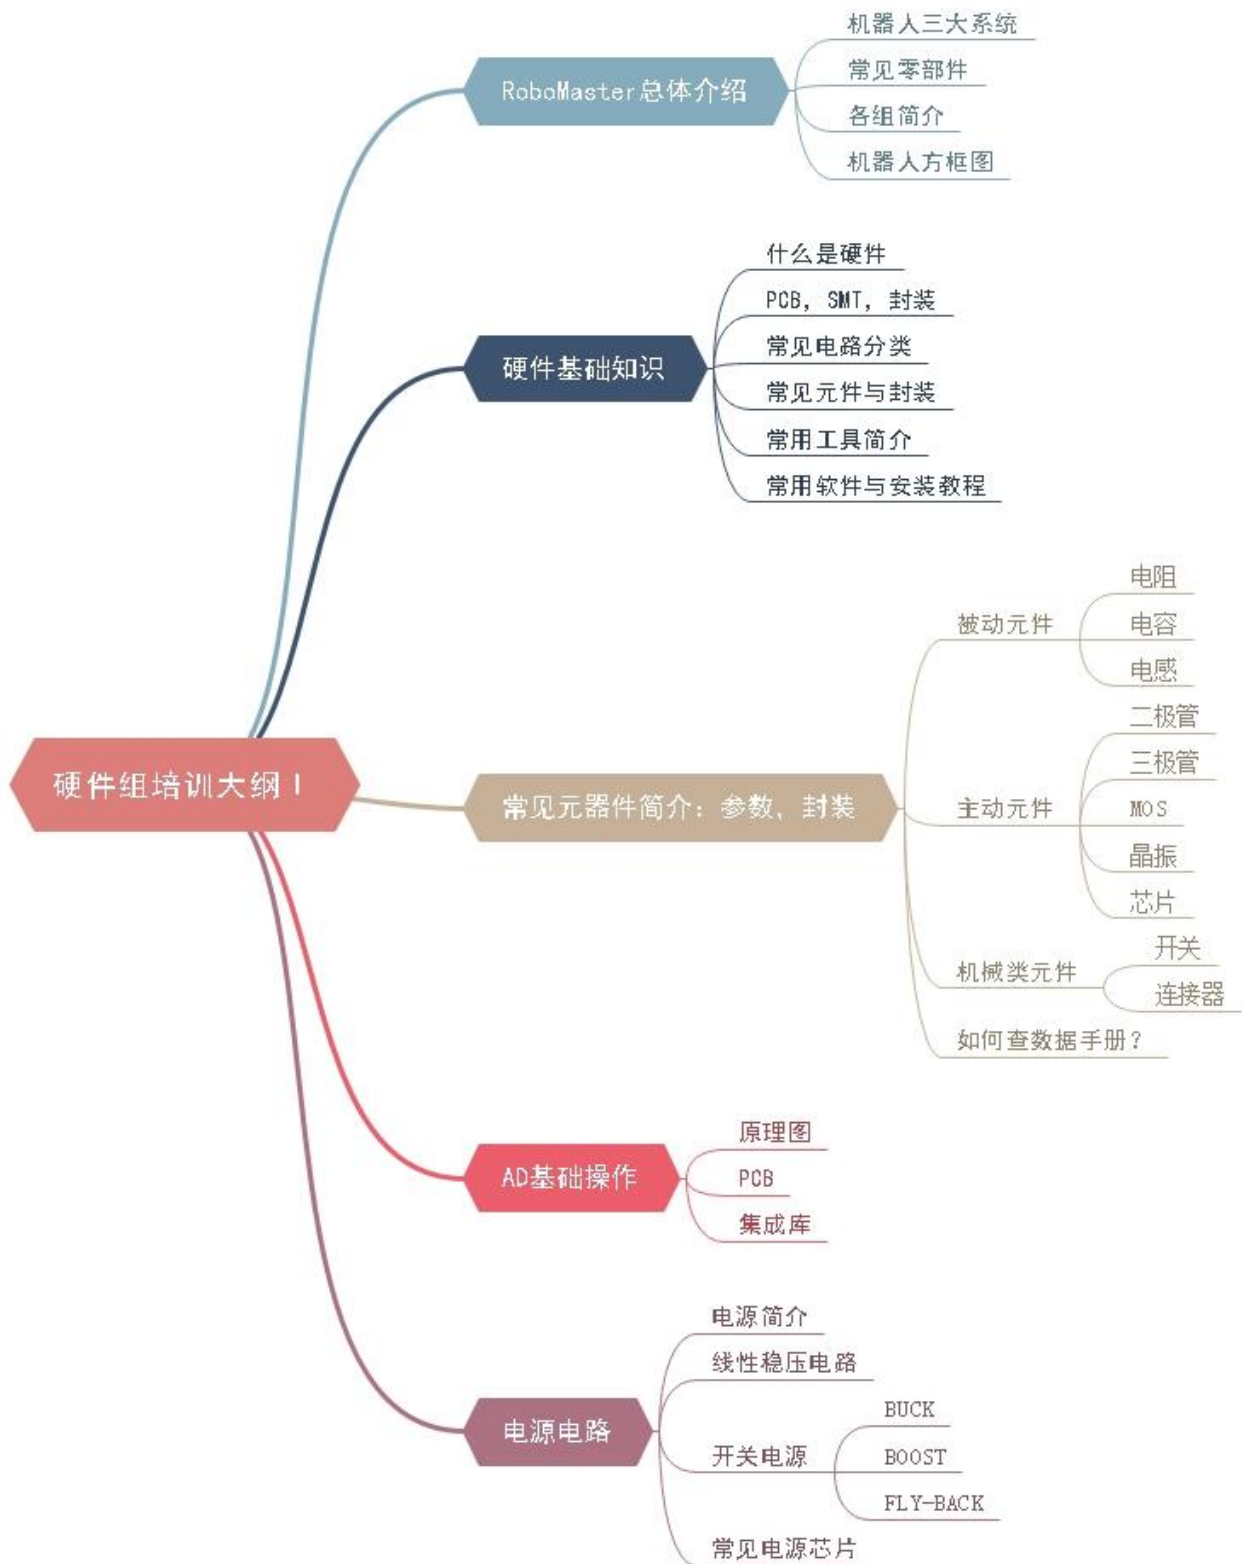 硬件组培训大纲Ⅰ
RoboMaster总体介绍
机器人三大系统
常见零部件
各组简介
机器人方框图
硬件基础知识
什么是硬件
PCB, SMT, 封装
常见电路分类
常见元件与封装
常用工具简介
常用软件与安装教程
常见元器件简介: 参数, 封装
被动元件
电阻
电容
电感
主动元件
二极管
三极管
MOS
晶振
芯片
机械类元件
开关
连接器
如何查数据手册?
AD基础操作
原理图
PCB
集成库
电源电路
电源简介
线性稳压电路
开关电源
BUCK
BOOST
FLY-BACK
常见电源芯片